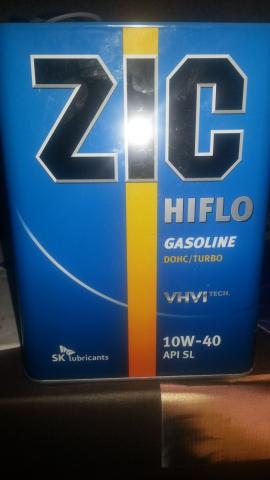 ZIC
HIFLO
GASOLINE
DOHC/TURBO
VHVI TECH.
10W-40
API SL
SK lubricants